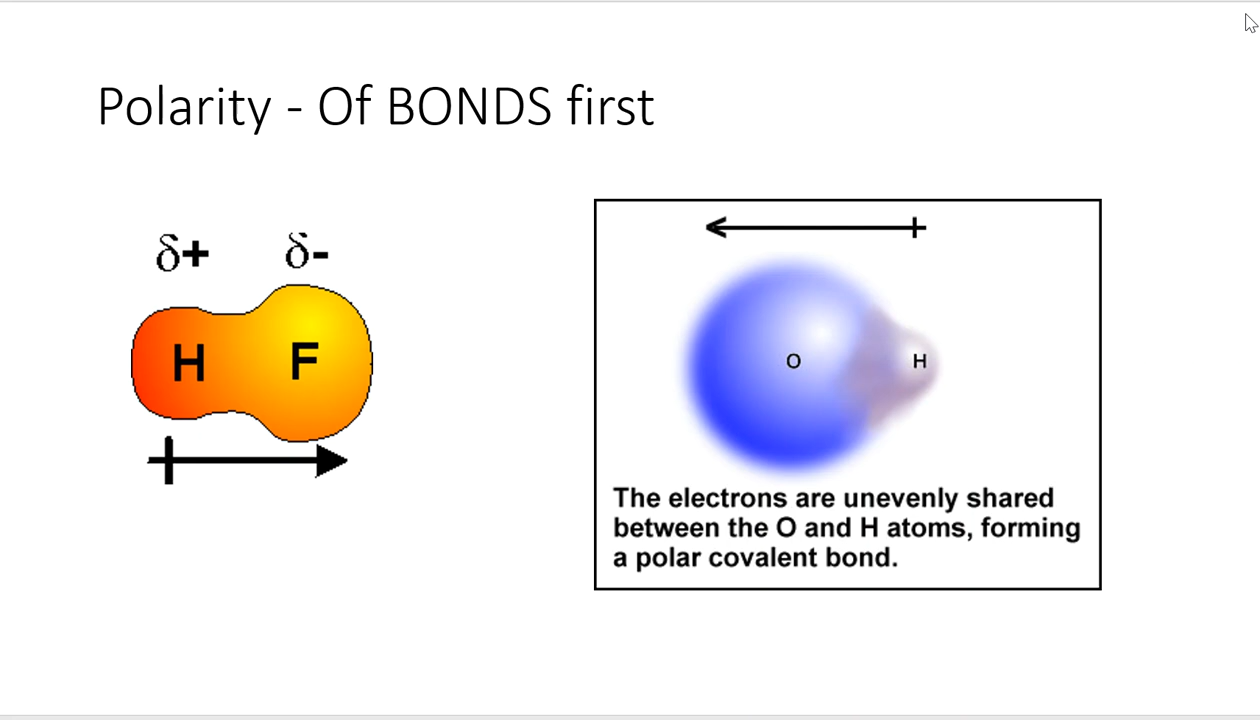 Polarity - Of BONDS first
δ+ δ-
H F
O H
The electrons are unevenly shared
between the O and H atoms, forming
a polar covalent bond.